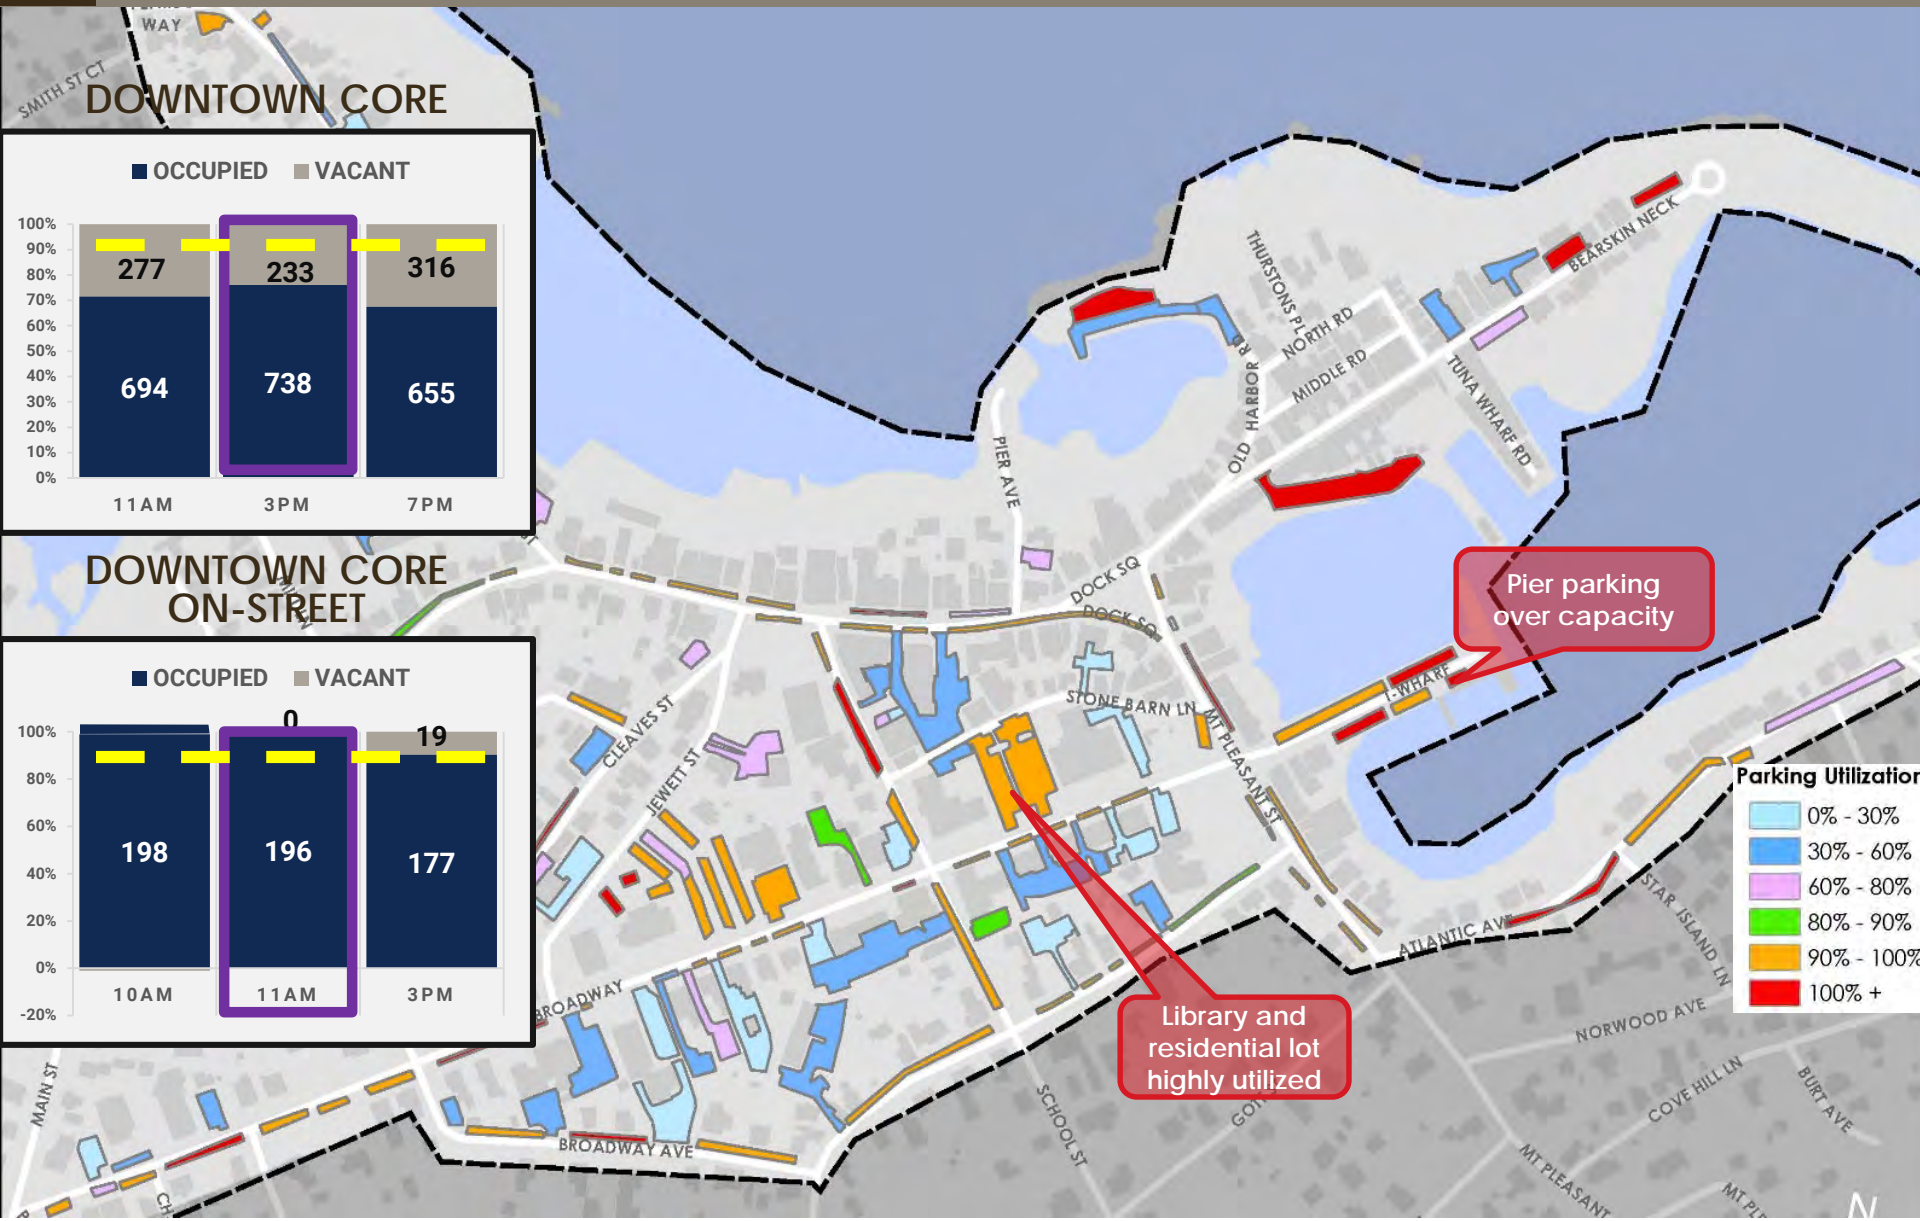 WAY
SMITH ST CT
DOWNTOWN CORE
OCCUPIED
VACANT
100%
90%
80%
70%
60%
50%
40%
30%
20%
10%
0%
277
233
316
694
738
655
11AM
3PM
7PM
DOWNTOWN CORE
ON-STREET
OCCUPIED
VACANT
100%
80%
60%
40%
20%
0%
-20%
0
19
198
196
177
10AM
11AM
3PM
THURSTONS PL
NORTH RD
MIDDLE RD
OLD HARBOR RD
BEARSKIN NECK
TUNA WHARF RD
PIER AVE
DOCK SQ
DOCK SQ
Pier parking
over capacity
T-WHARF
STONE BARN LN
MT PLEASANT ST
CLEAVES ST
JEWETT ST
BROADWAY
BROADWAY AVE
MAIN ST
SCHOOL ST
ATLANTIC AVE
STAR ISLAND LN
NORWOOD AVE
COVE HILL LN
BURT AVE
MT PLEASANT
Library and
residential lot
highly utilized
Parking Utilization
0% - 30%
30% - 60%
60% - 80%
80% - 90%
90% - 100%
100% +
N